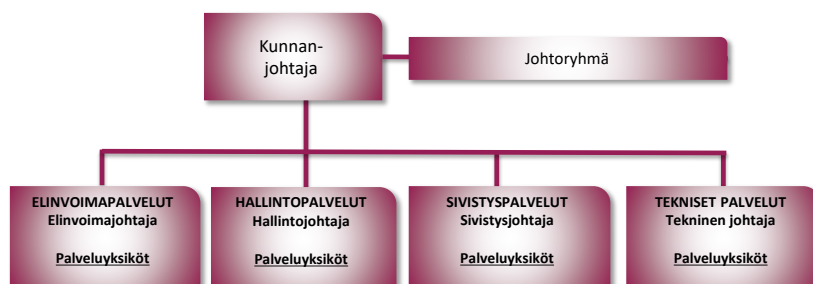 Kunnan-
johtaja
Johtoryhmä
ELINVOIMAPALVELUT
Elinvoimajohtaja
Palveluyksiköt
HALLINTOPALVELUT
Hallintojohtaja
Palveluyksiköt
SIVISTYSPALVELUT
Sivistysjohtaja
Palveluyksiköt
TEKNISET PALVELUT
Tekninen johtaja
Palveluyksiköt